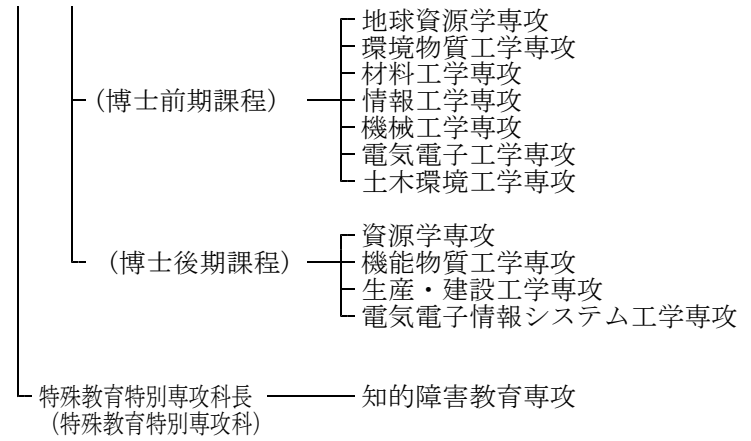 地球資源学専攻
環境物質工学専攻
材料工学専攻
(博士前期課程) 情報工学専攻
機械工学専攻
電気電子工学専攻
土木環境工学専攻
資源学専攻
(博士後期課程) 機能物質工学専攻
生産・建設工学専攻
電気電子情報システム工学専攻
特殊教育特別専攻科長 知的障害教育専攻
(特殊教育特別専攻科)